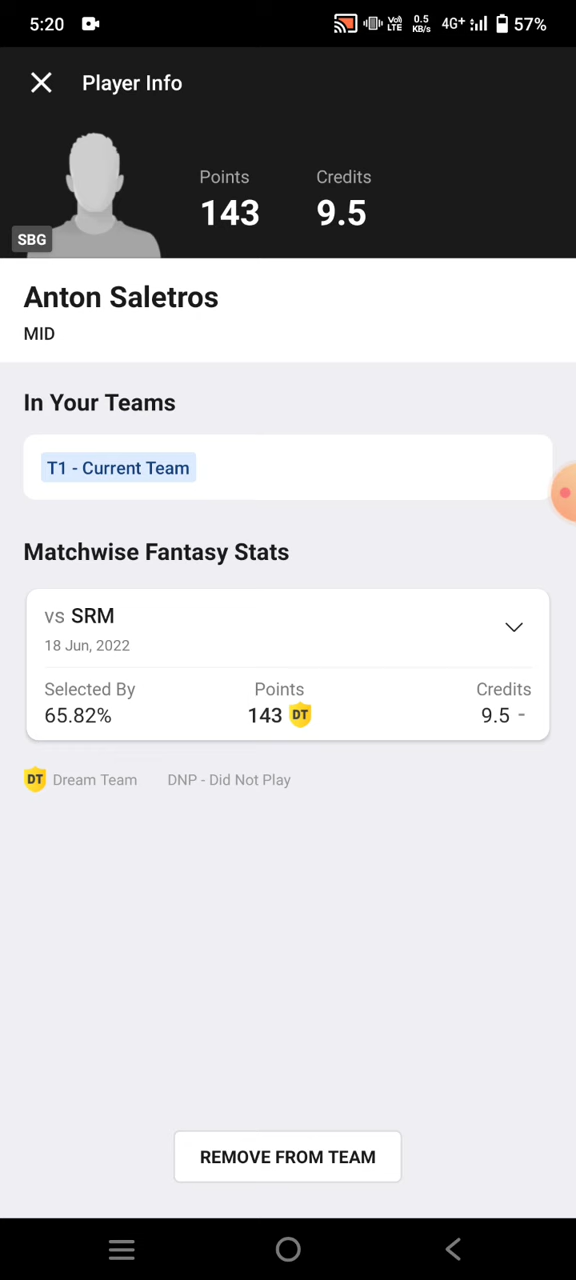 5:20
Vo) LTE
0.5 KB/s
4G+
57%
Player Info
Points
Credits
143
9.5
SBG
Anton Saletros
MID
In Your Teams
T1 - Current Team
Matchwise Fantasy Stats
vs SRM
18 Jun, 2022
Selected By
Points
Credits
65.82%
143 DT
9.5 -
DT Dream Team
DNP - Did Not Play
REMOVE FROM TEAM